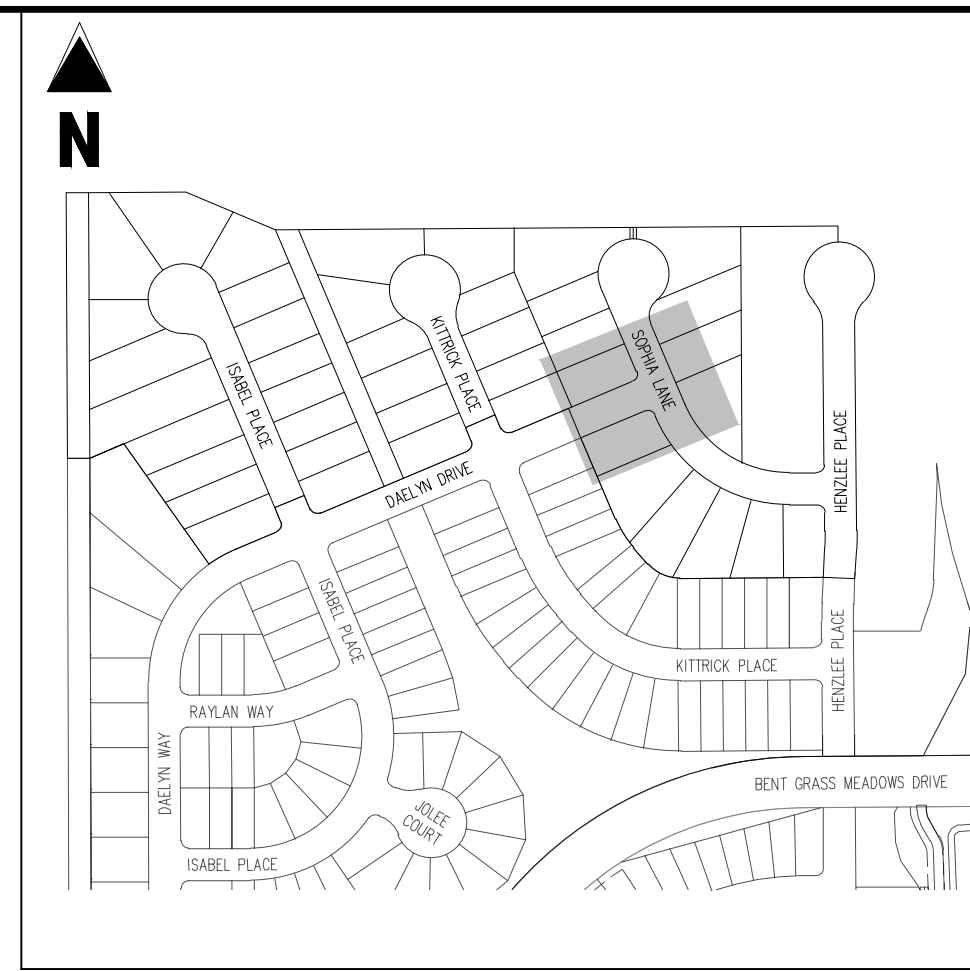 N
SOPHIA LANE
KITTRICK PLACE
ISABEL PLACE
HENZLEE PLACE
DAELYN DRIVE
ISABEL PLACE
HENZLEE PLACE
KITTRICK PLACE
RAYLAN WAY
DAELYN WAY
BENT GRASS MEADOWS DRIVE
JOLEE
COURT
ISABEL PLACE